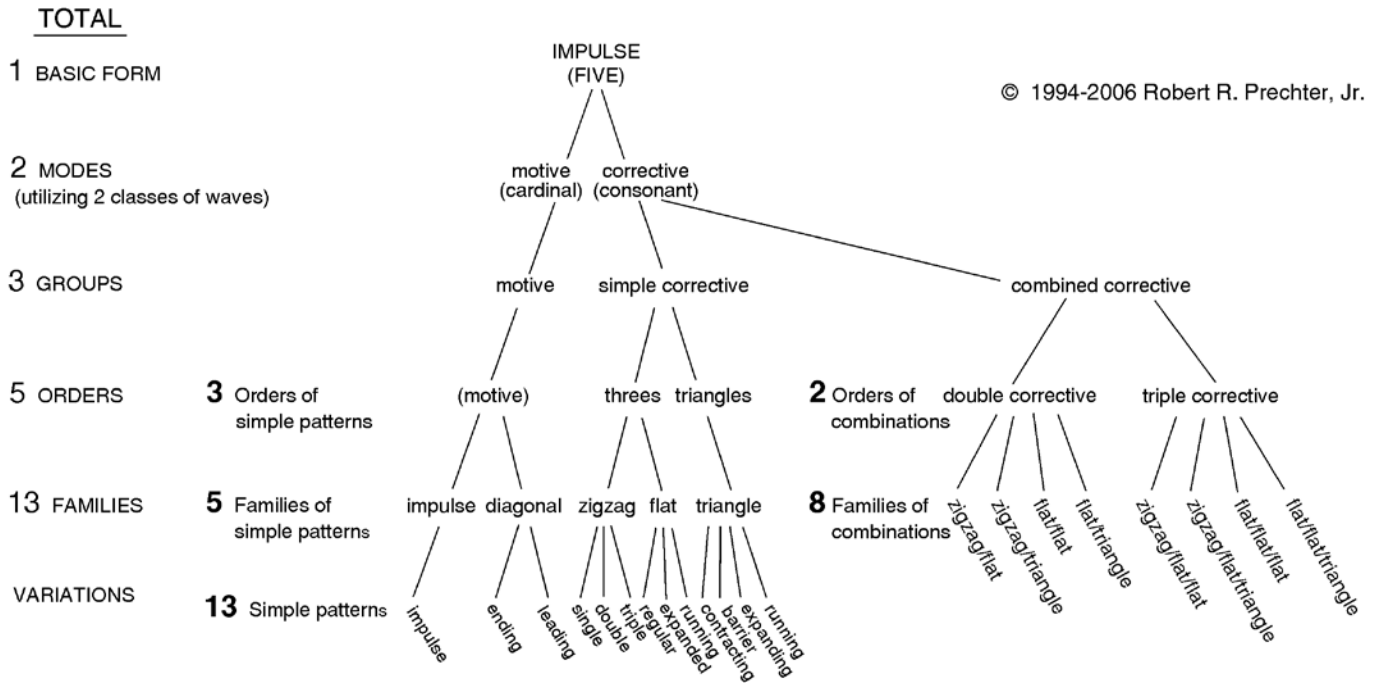 TOTAL
IMPULSE
(FIVE)
1 BASIC FORM
© 1994-2006 Robert R. Prechter, Jr.
2 MODES
(utilizing 2 classes of waves)
motive
(cardinal)
corrective
(consonant)
3 GROUPS
motive
simple corrective
combined corrective
5 ORDERS
3 Orders of
simple patterns
(motive)
threes
triangles
2 Orders of
combinations
double corrective
triple corrective
13 FAMILIES
5 Families of
simple patterns
impulse
diagonal
zigzag
flat
triangle
8 Families of
combinations
zigzag/flat
zigzag/triangle
flat/flat
flat/triangle
zigzag/flat/flat
zigzag/flat/triangle
flat/flat/flat
flat/flat/triangle
VARIATIONS
13 Simple patterns
impulse
ending
leading
single
double
triple
regular
expanded
running
contracting
barrier
expanding
running